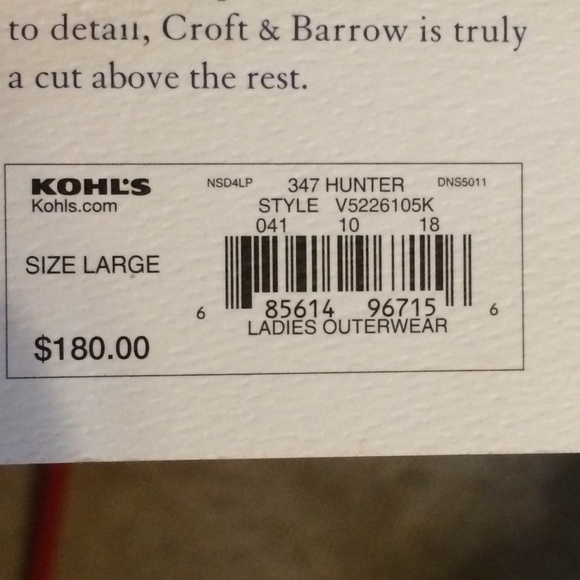 to detail, Croft & Barrow is truly
a cut above the rest.
KOHL'S NSD4LP 347 HUNTER DNS5011
Kohls.com STYLE V5226105K
041 10 18
SIZE LARGE
6 85614 96715 6
LADIES OUTERWEAR
$180.00